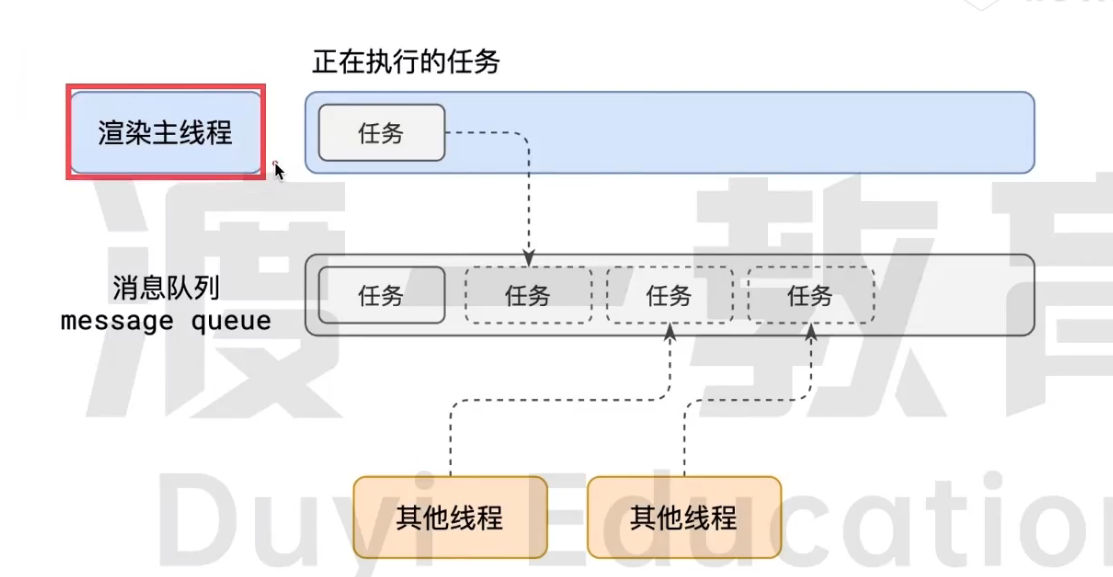 正在执行的任务
渲染主线程
任务
消息队列
message queue
任务
任务
任务
任务
其他线程
其他线程
渡一教育
Duyi Education